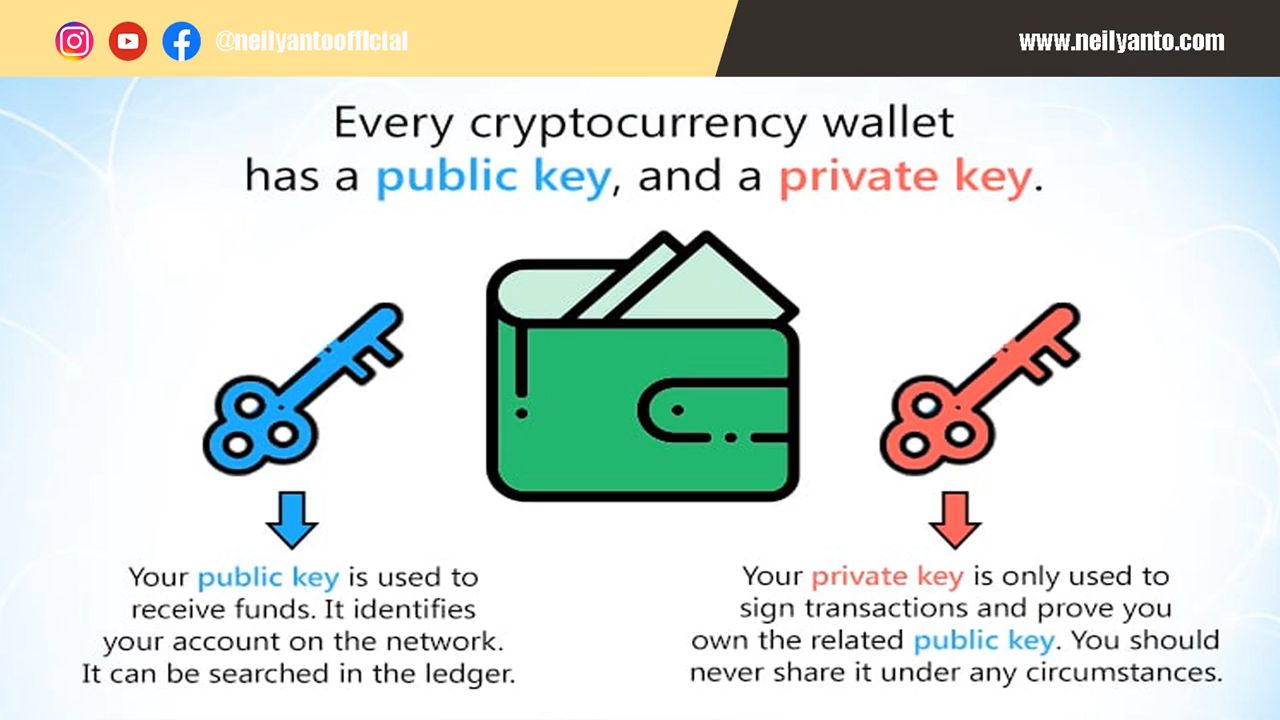 @neilyantoofficial
www.neilyanto.com
Every cryptocurrency wallet
has a public key, and a private key.
Your public key is used to
receive funds. It identifies
your account on the network.
It can be searched in the ledger.
Your private key is only used to
sign transactions and prove you
own the related public key. You should
never share it under any circumstances.